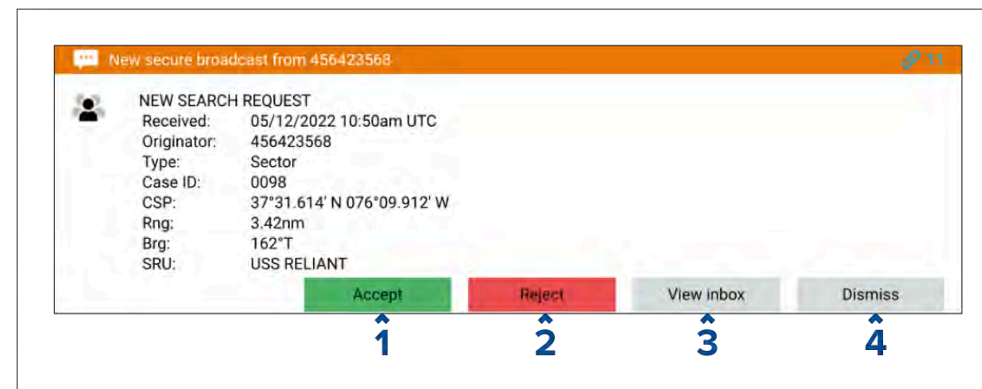 New secure broadcast from 456423568 11
NEW SEARCH REQUEST
Received: 05/12/2022 10:50am UTC
Originator: 456423568
Type: Sector
Case ID: 0098
CSP: 37°31.614' N 076°09.912' W
Rng: 3.42nm
Brg: 162°T
SRU: USS RELIANT
Accept Reject View inbox Dismiss
1 2 3 4